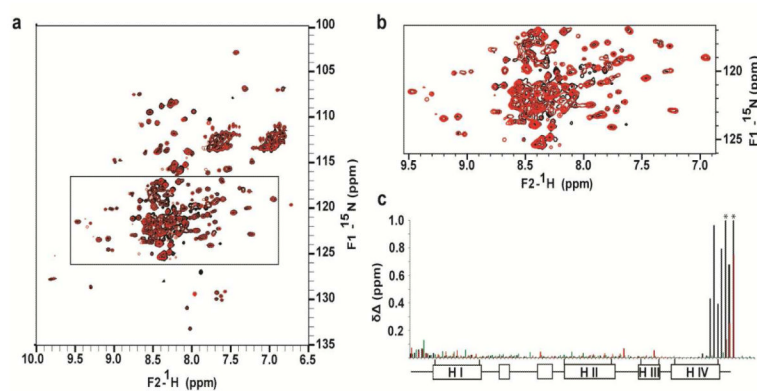 a
100
105
110
115
120
125
130
135
F1 -¹⁵N (ppm)
10.0 9.5 9.0 8.5 8.0 7.5 7.0 6.5
F2-¹H (ppm)
b
120
125
F1 -¹⁵N (ppm)
9.5 9.0 8.5 8.0 7.5 7.0
F2-¹H (ppm)
c
* *
1.0
0.8
0.6
0.4
0.2
δΔ (ppm)
H I H II H III H IV